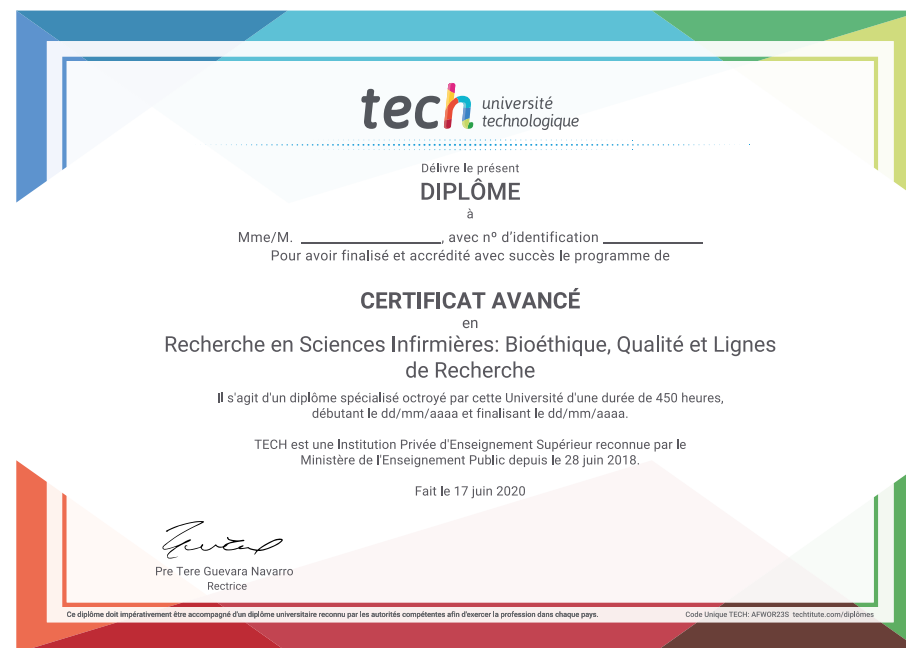 tech université
technologique
Délivre le présent
DIPLÔME
à
Mme/M. ____________________, avec nº d'identification ______________
Pour avoir finalisé et accrédité avec succès le programme de
CERTIFICAT AVANCÉ
en
Recherche en Sciences Infirmières: Bioéthique, Qualité et Lignes
de Recherche
Il s'agit d'un diplôme spécialisé octroyé par cette Université d'une durée de 450 heures,
débutant le dd/mm/aaaa et finalisant le dd/mm/aaaa.
TECH est une Institution Privée d'Enseignement Supérieur reconnue par le
Ministère de l'Enseignement Public depuis le 28 juin 2018.
Fait le 17 juin 2020
Pre Tere Guevara Navarro
Rectrice
Ce diplôme doit impérativement être accompagné d'un diplôme universitaire reconnu par les autorités compétentes afin d'exercer la profession dans chaque pays.
Code Unique TECH: AFWOR23S techtitute.com/diplômes